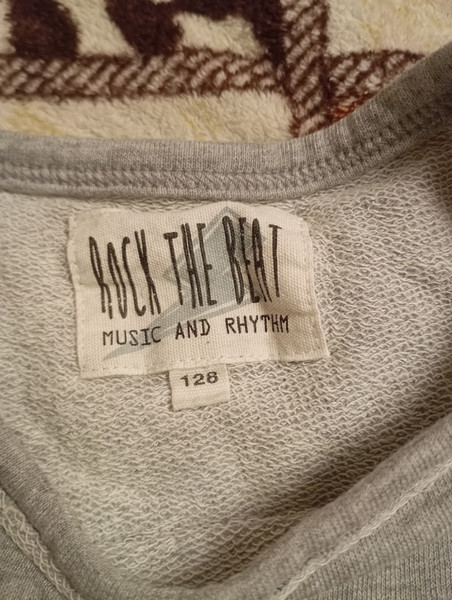 ROCK THE BEAT
MUSIC AND RHYTHM
128